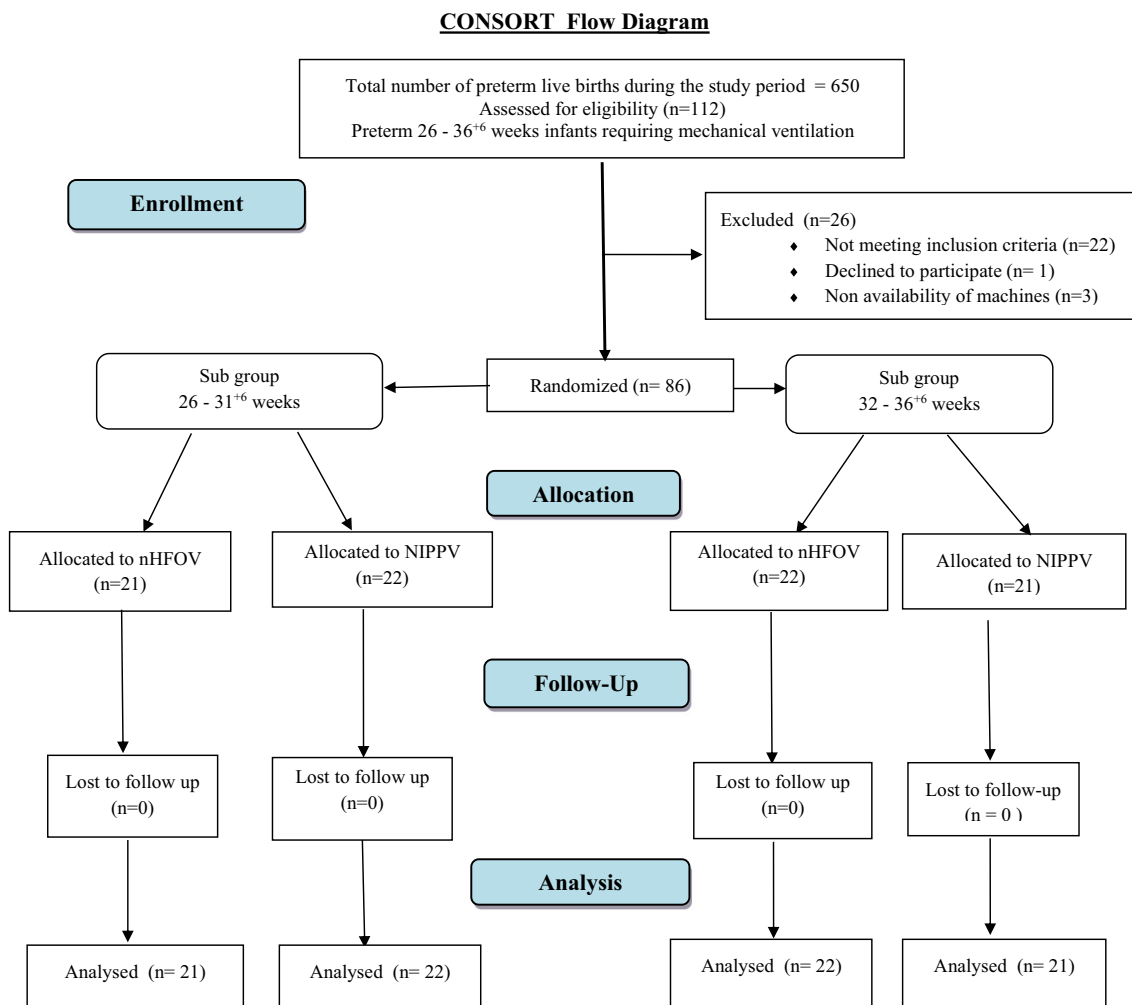 CONSORT Flow Diagram
Total number of preterm live births during the study period = 650
Assessed for eligibility (n=112)
Preterm 26 - 36+6 weeks infants requiring mechanical ventilation
Enrollment
Excluded (n=26)
♦ Not meeting inclusion criteria (n=22)
♦ Declined to participate (n= 1)
♦ Non availability of machines (n=3)
Sub group
26 - 31+6 weeks
Randomized (n= 86)
Sub group
32 - 36+6 weeks
Allocation
Allocated to nHFOV
(n=21)
Allocated to NIPPV
(n=22)
Allocated to nHFOV
(n=22)
Allocated to NIPPV
(n=21)
Follow-Up
Lost to follow up
(n=0)
Lost to follow up
(n=0)
Lost to follow up
(n=0)
Lost to follow-up
(n = 0 )
Analysis
Analysed (n= 21)
Analysed (n= 22)
Analysed (n= 22)
Analysed (n= 21)